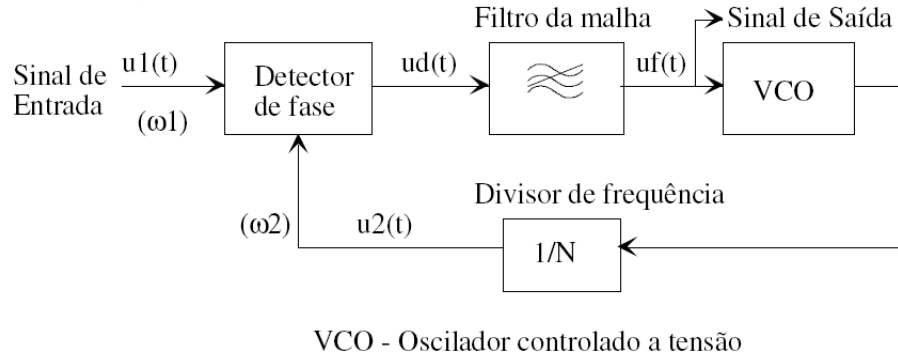 Filtro da malha
Sinal de Saída
Sinal de
Entrada
u1(t)
(ω1)
Detector
de fase
ud(t)
uf(t)
VCO
Divisor de frequência
(ω2)
u2(t)
1/N
VCO - Oscilador controlado a tensão